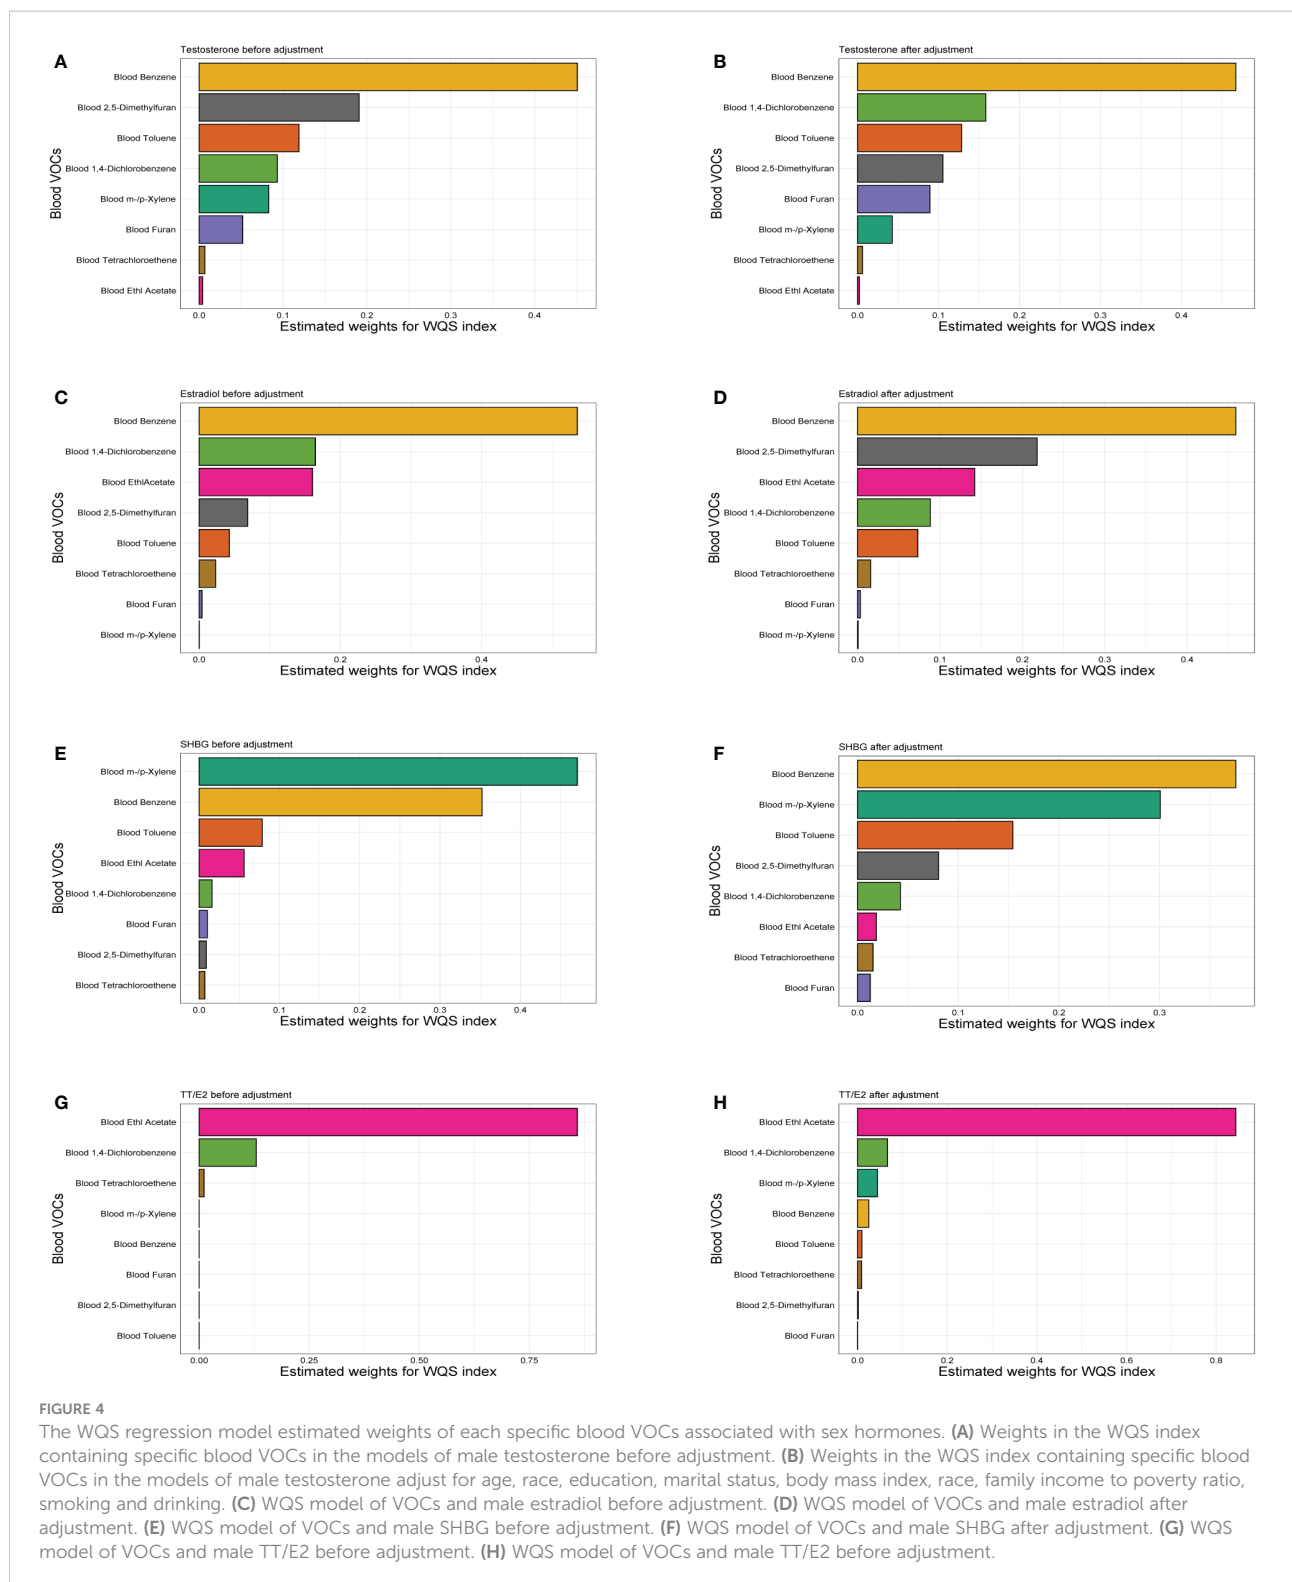 A
Testosterone before adjustment
Blood VOCs
Blood Benzene
Blood 2,5-Dimethylfuran
Blood Toluene
Blood 1,4-Dichlorobenzene
Blood m-/p-Xylene
Blood Furan
Blood Tetrachloroethene
Blood Ethl Acetate
0.0 0.1 0.2 0.3 0.4
Estimated weights for WQS index
B
Testosterone after adjustment
Blood VOCs
Blood Benzene
Blood 1,4-Dichlorobenzene
Blood Toluene
Blood 2,5-Dimethylfuran
Blood Furan
Blood m-/p-Xylene
Blood Tetrachloroethene
Blood Ethl Acetate
0.0 0.1 0.2 0.3 0.4
Estimated weights for WQS index
C
Estradiol before adjustment
Blood VOCs
Blood Benzene
Blood 1,4-Dichlorobenzene
Blood EthlAcetate
Blood 2,5-Dimethylfuran
Blood Toluene
Blood Tetrachloroethene
Blood Furan
Blood m-/p-Xylene
0.0 0.2 0.4
Estimated weights for WQS index
D
Estradiol after adjustment
Blood VOCs
Blood Benzene
Blood 2,5-Dimethylfuran
Blood Ethl Acetate
Blood 1,4-Dichlorobenzene
Blood Toluene
Blood Tetrachloroethene
Blood Furan
Blood m-/p-Xylene
0.0 0.1 0.2 0.3 0.4
Estimated weights for WQS index
E
SHBG before adjustment
Blood VOCs
Blood m-/p-Xylene
Blood Benzene
Blood Toluene
Blood Ethl Acetate
Blood 1,4-Dichlorobenzene
Blood Furan
Blood 2,5-Dimethylfuran
Blood Tetrachloroethene
0.0 0.1 0.2 0.3 0.4
Estimated weights for WQS index
F
SHBG after adjustment
Blood VOCs
Blood Benzene
Blood m-/p-Xylene
Blood Toluene
Blood 2,5-Dimethylfuran
Blood 1,4-Dichlorobenzene
Blood Ethl Acetate
Blood Tetrachloroethene
Blood Furan
0.0 0.1 0.2 0.3
Estimated weights for WQS index
G
TT/E2 before adjustment
Blood VOCs
Blood Ethl Acetate
Blood 1,4-Dichlorobenzene
Blood Tetrachloroethene
Blood m-/p-Xylene
Blood Benzene
Blood Furan
Blood 2,5-Dimethylfuran
Blood Toluene
0.00 0.25 0.50 0.75
Estimated weights for WQS index
H
TT/E2 after adjustment
Blood VOCs
Blood Ethl Acetate
Blood 1,4-Dichlorobenzene
Blood m-/p-Xylene
Blood Benzene
Blood Toluene
Blood Tetrachloroethene
Blood 2,5-Dimethylfuran
Blood Furan
0.0 0.2 0.4 0.6 0.8
Estimated weights for WQS index
FIGURE 4
The WQS regression model estimated weights of each specific blood VOCs associated with sex hormones. (A) Weights in the WQS index
containing specific blood VOCs in the models of male testosterone before adjustment. (B) Weights in the WQS index containing specific blood
VOCs in the models of male testosterone adjust for age, race, education, marital status, body mass index, race, family income to poverty ratio,
smoking and drinking. (C) WQS model of VOCs and male estradiol before adjustment. (D) WQS model of VOCs and male estradiol after
adjustment. (E) WQS model of VOCs and male SHBG before adjustment. (F) WQS model of VOCs and male SHBG after adjustment. (G) WQS
model of VOCs and male TT/E2 before adjustment. (H) WQS model of VOCs and male TT/E2 before adjustment.